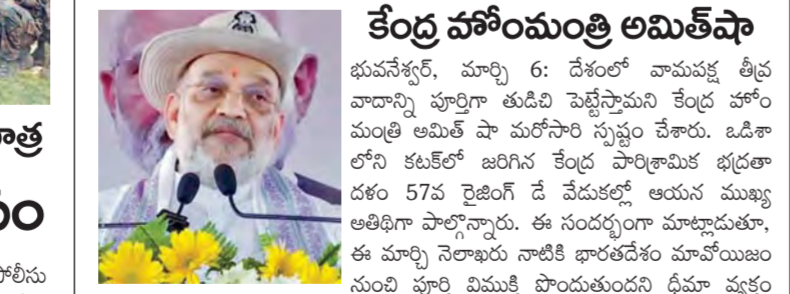 కేంద్ర హోంమంత్రి అమిత్‌షా
భువనేశ్వర్, మార్చి 6: దేశంలో వామపక్ష తీవ్ర
వాదాన్ని పూర్తిగా తుడిచి పెట్టేస్తామని కేంద్ర హోం
మంత్రి అమిత్ షా మరోసారి స్పష్టం చేశారు. ఒడిశా
లోని కటక్‌లో జరిగిన కేంద్ర పారిశ్రామిక భద్రతా
దళం 57వ రైజింగ్ డే వేడుకల్లో ఆయన ముఖ్య
అతిథిగా పాల్గొన్నారు. ఈ సందర్భంగా మాట్లాడుతూ,
ఈ మార్చి నెలాఖరు నాటికి భారతదేశం మావోయిజం
నుంచి పూర్తి విముక్తి పొందుతుందని ధీమా వ్యక్తం